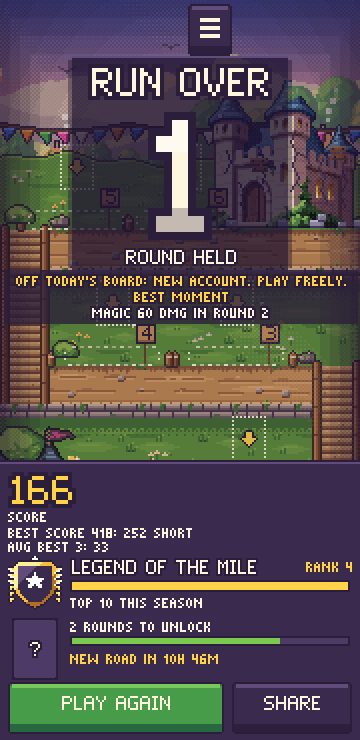 RUN OVER
1
5
6
ROUND HELD
OFF TODAY'S BOARD: NEW ACCOUNT. PLAY FREELY.
BEST MOMENT
MAGIC 60 DMG IN ROUND 2
4
3
166
SCORE
BEST SCORE 418: 252 SHORT
AVG BEST 3: 33
LEGEND OF THE MILE
RANK 4
TOP 10 THIS SEASON
?
2 ROUNDS TO UNLOCK
NEW ROAD IN 10H 46M
PLAY AGAIN
SHARE